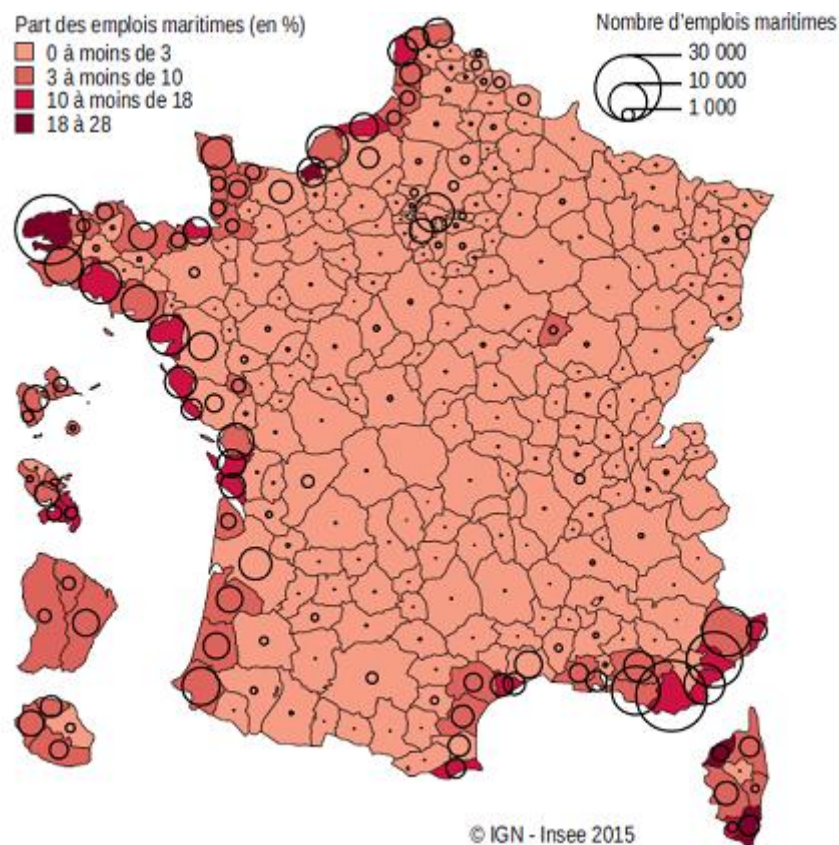 Part des emplois maritimes (en %)
0 à moins de 3
3 à moins de 10
10 à moins de 18
18 à 28
Nombre d'emplois maritimes
30 000
10 000
1 000
© IGN - Insee 2015